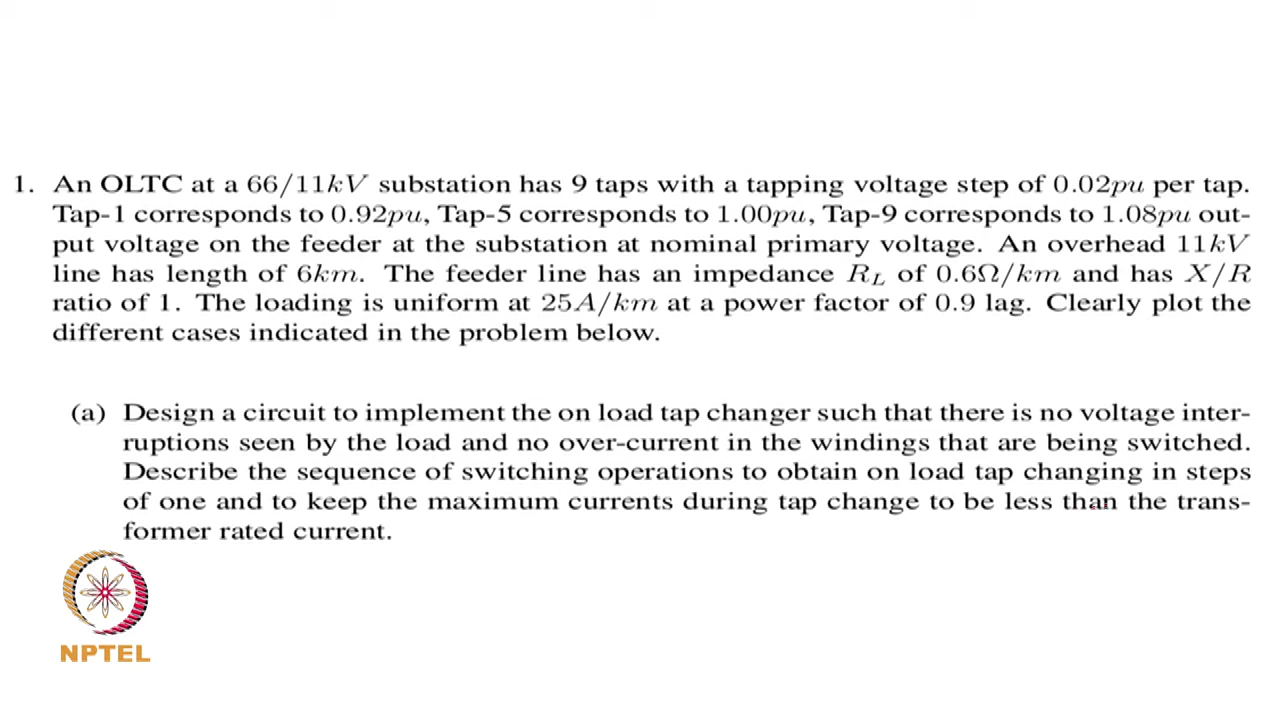 1. An OLTC at a 66/11kV substation has 9 taps with a tapping voltage step of 0.02pu per tap.
Tap-1 corresponds to 0.92pu, Tap-5 corresponds to 1.00pu, Tap-9 corresponds to 1.08pu out-
put voltage on the feeder at the substation at nominal primary voltage. An overhead 11kV
line has length of 6km. The feeder line has an impedance R_L of 0.6Ω/km and has X/R
ratio of 1. The loading is uniform at 25A/km at a power factor of 0.9 lag. Clearly plot the
different cases indicated in the problem below.
(a) Design a circuit to implement the on load tap changer such that there is no voltage inter-
ruptions seen by the load and no over-current in the windings that are being switched.
Describe the sequence of switching operations to obtain on load tap changing in steps
of one and to keep the maximum currents during tap change to be less than the trans-
former rated current.
NPTEL